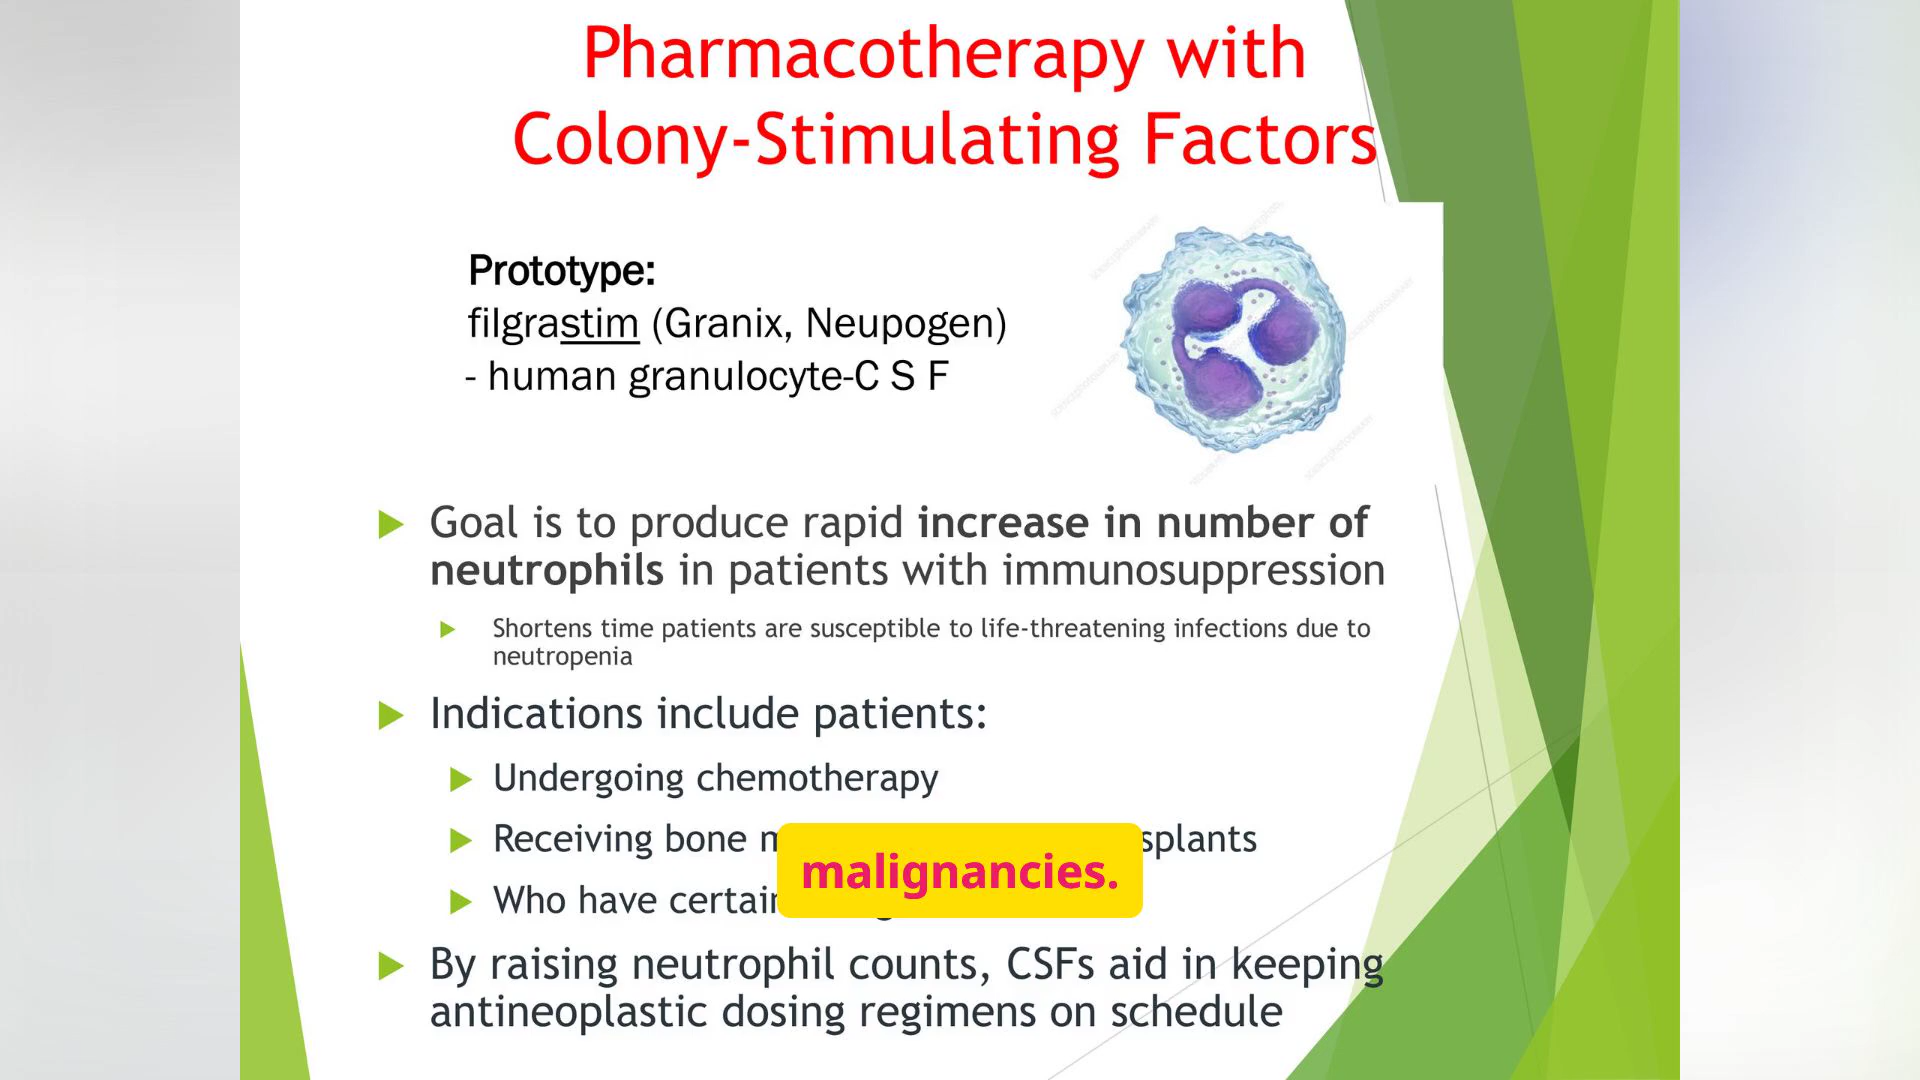 Pharmacotherapy with
Colony-Stimulating Factors
Prototype:
filgrastim (Granix, Neupogen)
- human granulocyte-C S F
Goal is to produce rapid increase in number of
neutrophils in patients with immunosuppression
Shortens time patients are susceptible to life-threatening infections due to
neutropenia
Indications include patients:
Undergoing chemotherapy
Receiving bone
Who have
malignancies.
By raising neutrophil counts, CSFs aid in keeping
antineoplastic dosing regimens on schedule